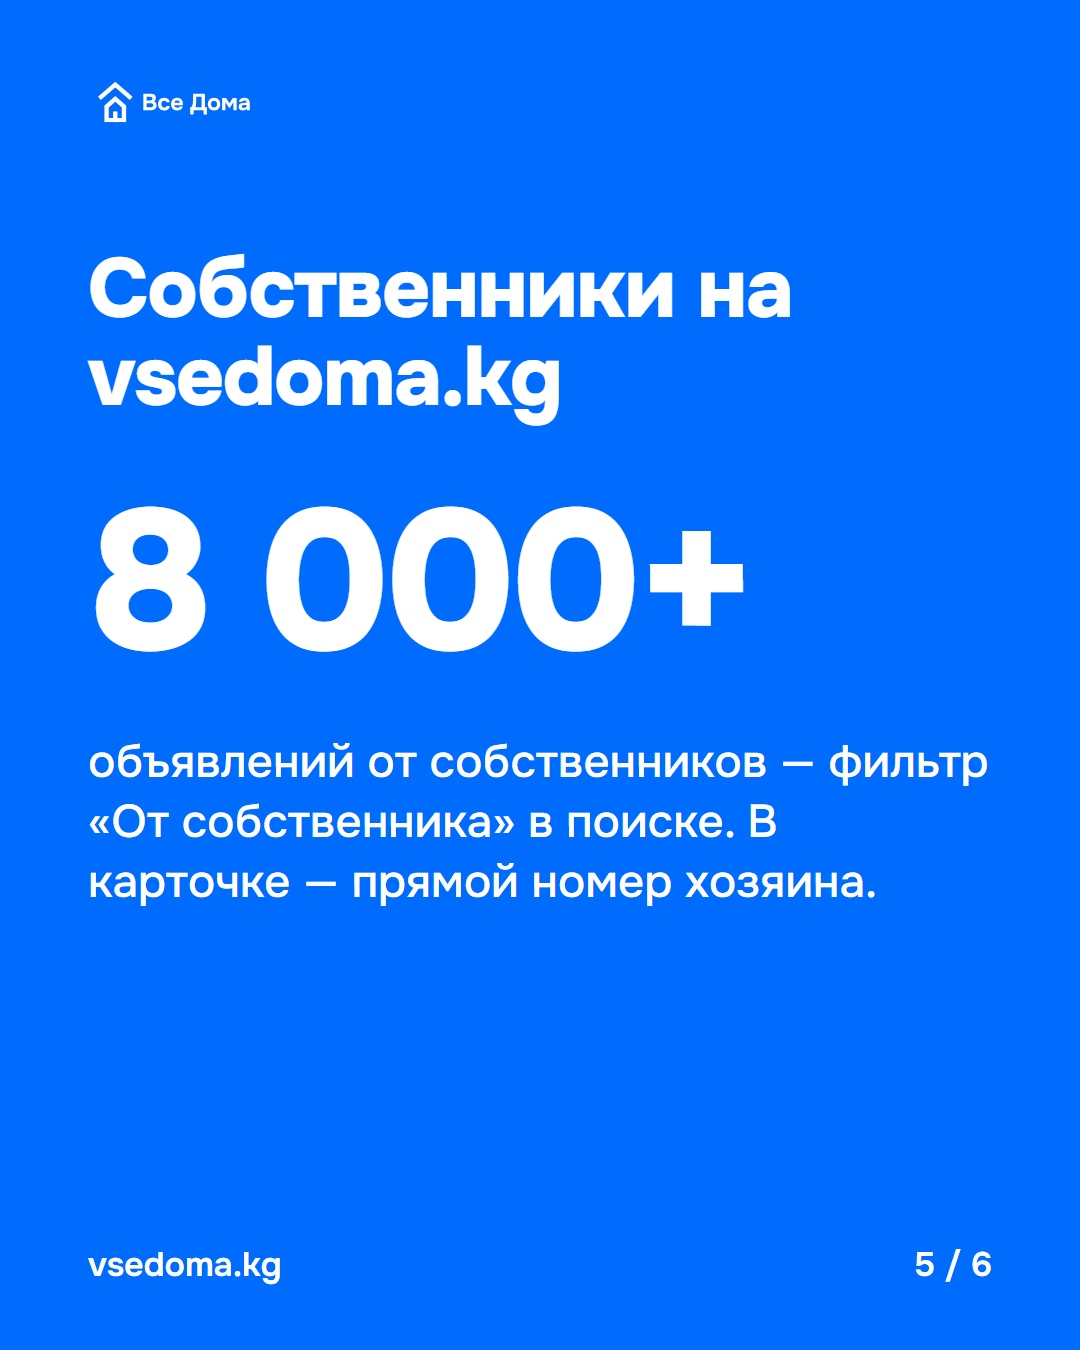 Все Дома
Собственники на
vsedoma.kg
8 000+
объявлений от собственников — фильтр
«От собственника» в поиске. В
карточке — прямой номер хозяина.
vsedoma.kg
5 / 6